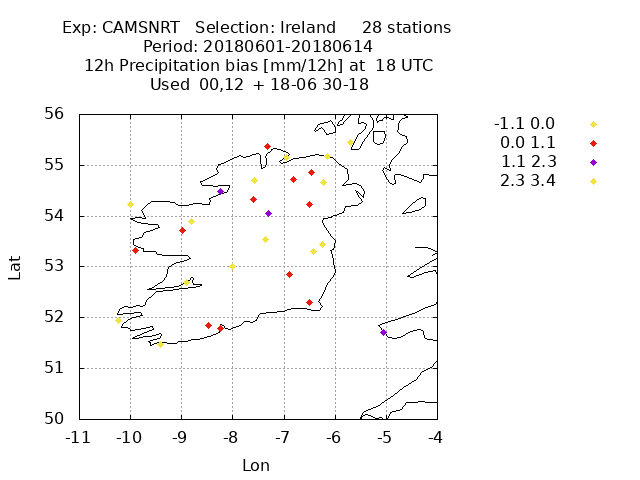 Exp: CAMSNRT Selection: Ireland 28 stations
Period: 20180601-20180614
12h Precipitation bias [mm/12h] at 18 UTC
Used 00,12 + 18-06 30-18
-1.1 0.0
0.0 1.1
1.1 2.3
2.3 3.4
56
55
54
53
52
51
50
Lat
-11 -10 -9 -8 -7 -6 -5 -4
Lon